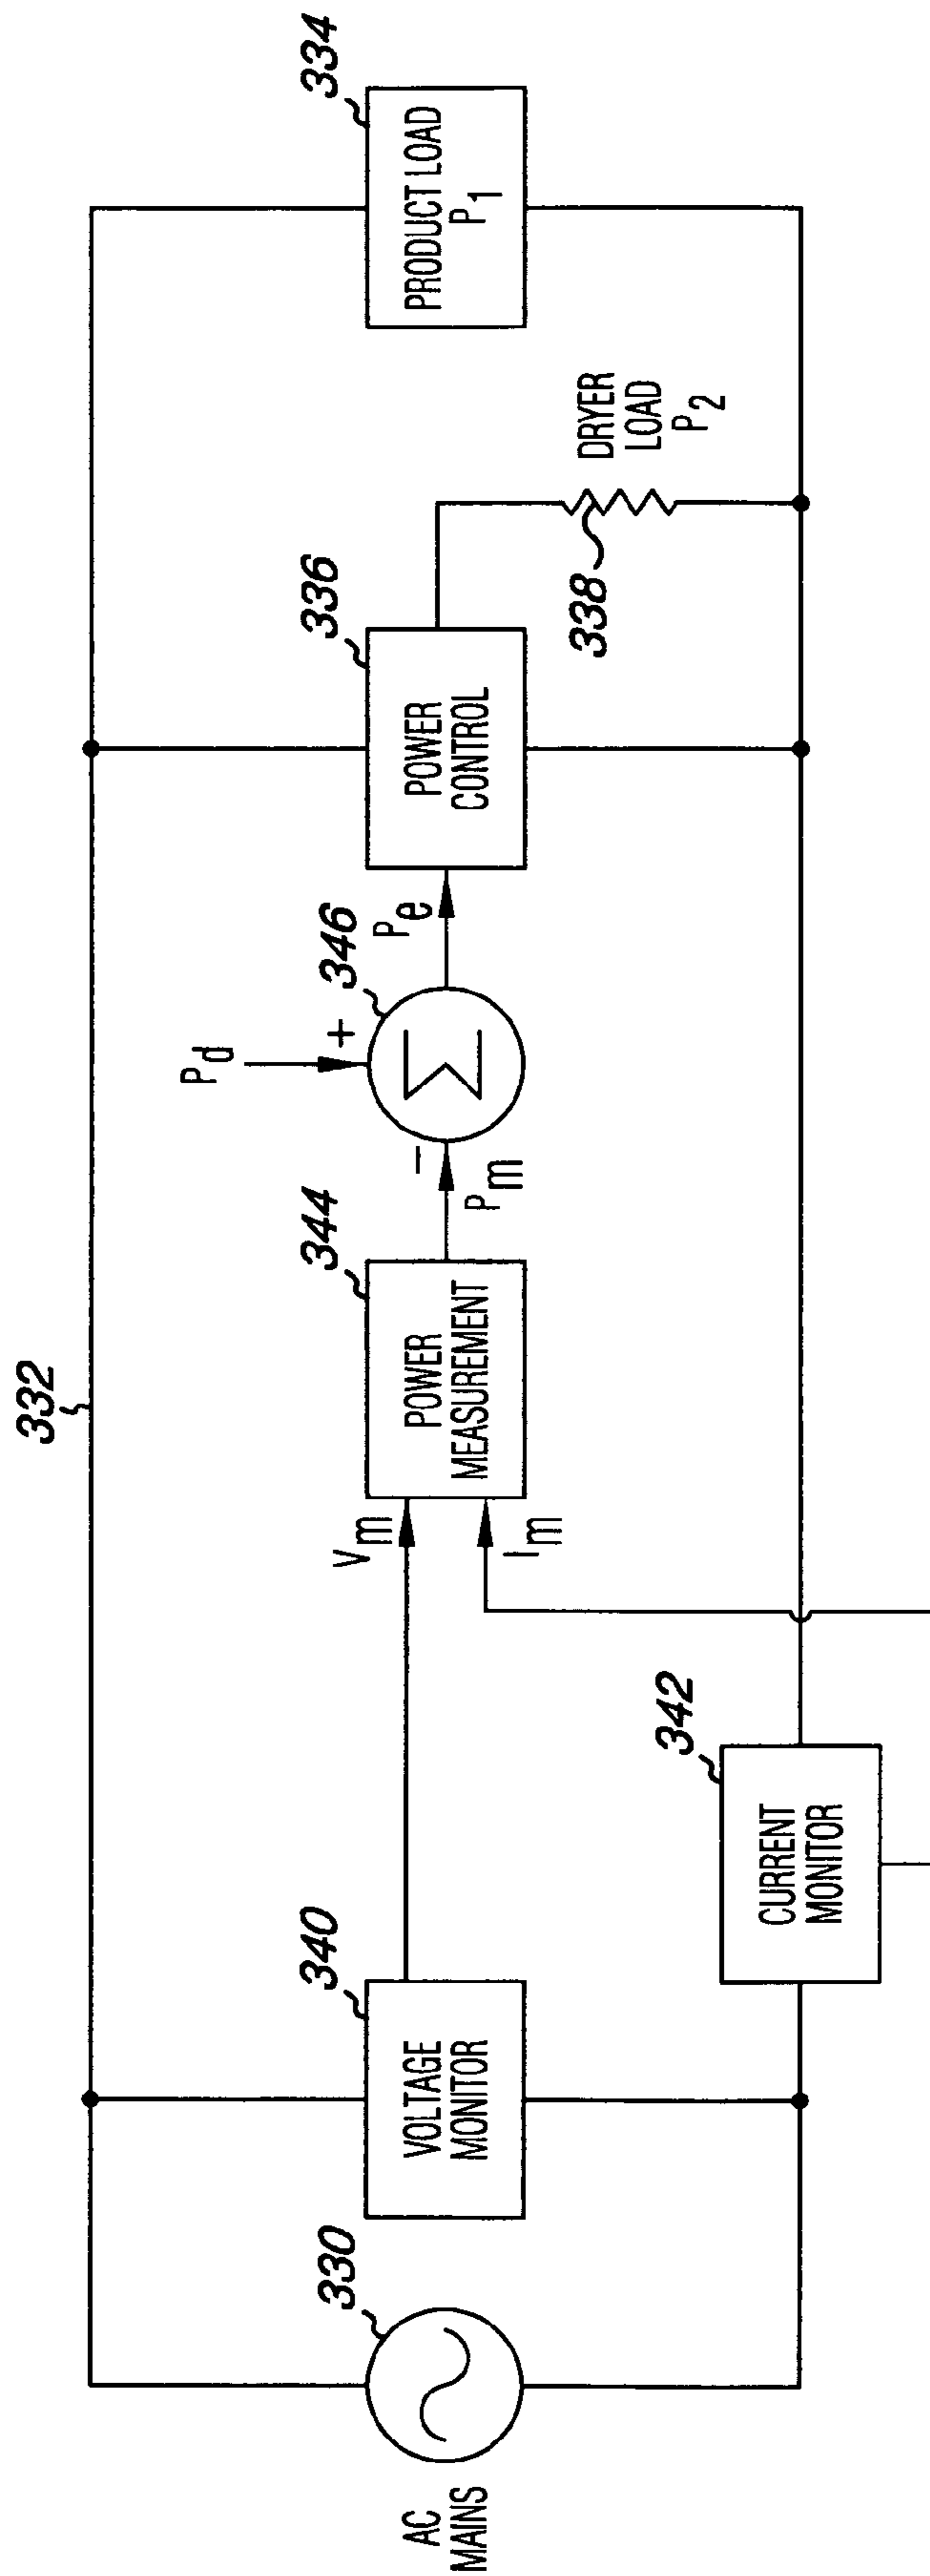 332
334
PRODUCT LOAD
P1
336
POWER
CONTROL
DRYER
LOAD
P2
338
346
Pd
+
−
Pe
Pm
344
POWER
MEASUREMENT
Vm
Im
342
CURRENT
MONITOR
340
VOLTAGE
MONITOR
330
AC
MAINS